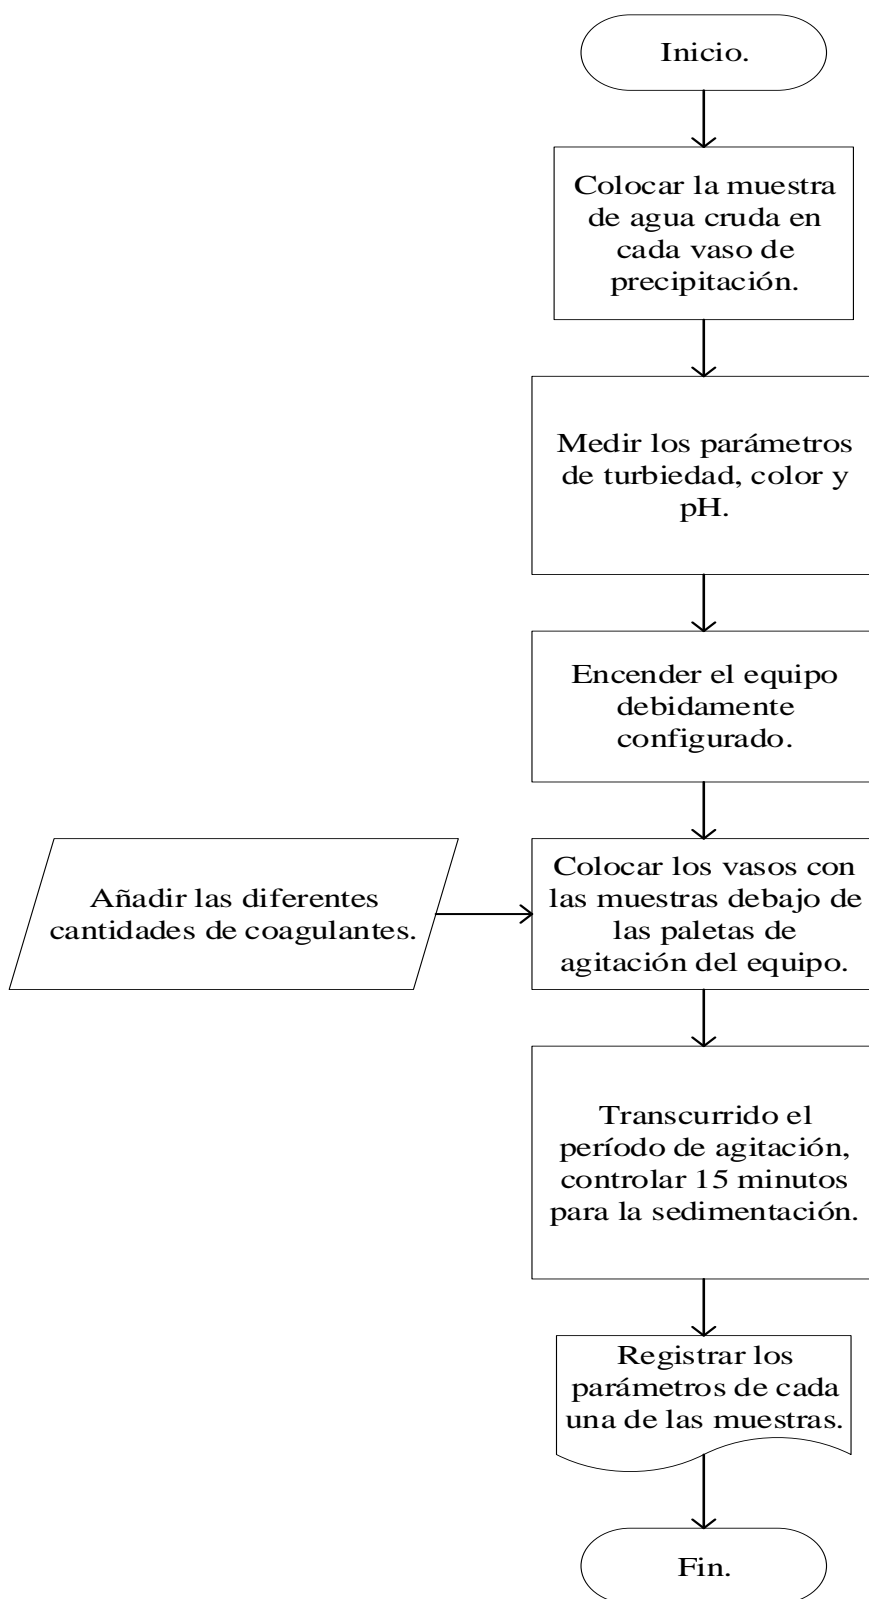 Inicio.
Colocar la muestra
de agua cruda en
cada vaso de
precipitación.
Medir los parámetros
de turbiedad, color y
pH.
Encender el equipo
debidamente
configurado.
Añadir las diferentes
cantidades de coagulantes.
Colocar los vasos con
las muestras debajo de
las paletas de
agitación del equipo.
Transcurrido el
período de agitación,
controlar 15 minutos
para la sedimentación.
Registrar los
parámetros de cada
una de las muestras.
Fin.